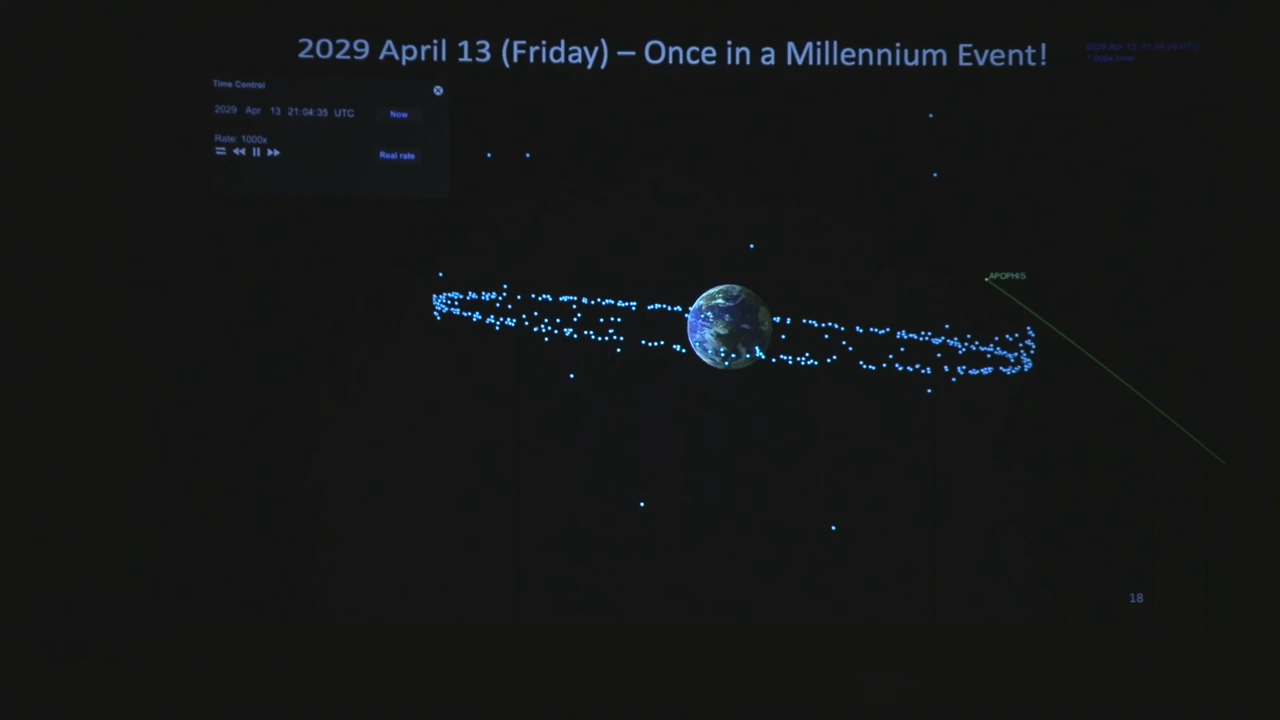 2029 April 13 (Friday) – Once in a Millennium Event!
Time Control
2029 Apr 13 21:04:35 UTC
Now
Rate: 1000x
Real rate
APOPHIS
18